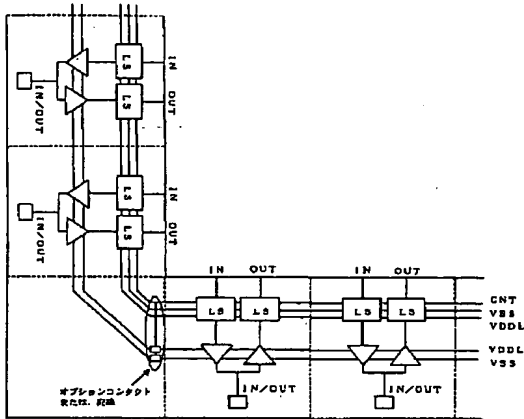 LS
IN
LS
OUT
IN/OUT
LS
IN
LS
OUT
IN/OUT
IN OUT IN OUT
LS LS LS LS
CNT
VSS
VDDL
VDDL
VSS
IN/OUT IN/OUT
オプションコンタクト
または、配線